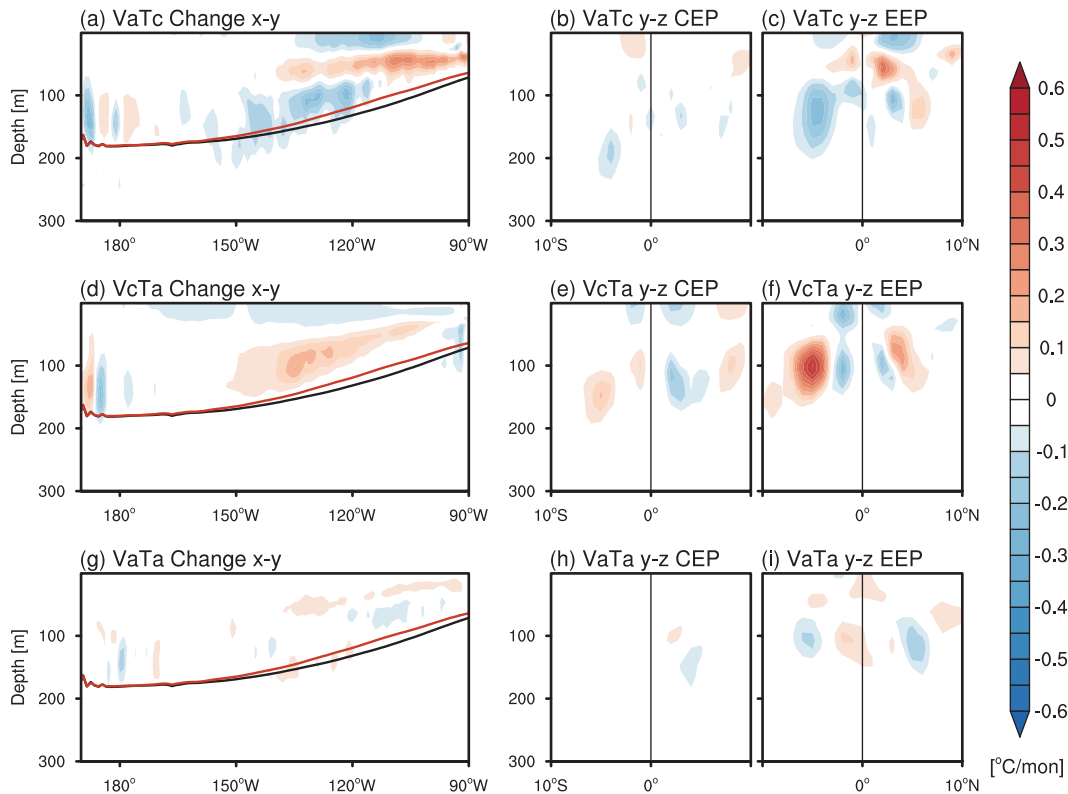 (a) VaTc Change x-y
(b) VaTc y-z CEP
(c) VaTc y-z EEP
Depth [m]
100
200
300
180°
150°W
120°W
90°W
10°S
0°
0°
10°N
(d) VcTa Change x-y
(e) VcTa y-z CEP
(f) VcTa y-z EEP
Depth [m]
100
200
300
180°
150°W
120°W
90°W
10°S
0°
0°
10°N
(g) VaTa Change x-y
(h) VaTa y-z CEP
(i) VaTa y-z EEP
Depth [m]
100
200
300
180°
150°W
120°W
90°W
10°S
0°
0°
10°N
0.6
0.5
0.4
0.3
0.2
0.1
0
-0.1
-0.2
-0.3
-0.4
-0.5
-0.6
[°C/mon]